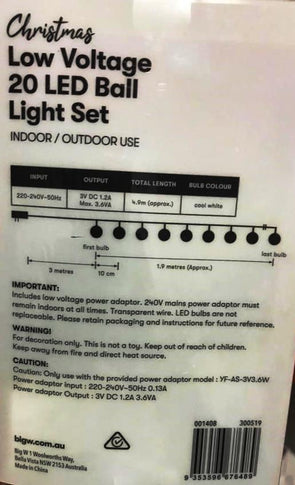 Christmas
Low Voltage
20 LED Ball
Light Set
INDOOR / OUTDOOR USE
INPUT OUTPUT TOTAL LENGTH BULB COLOUR
220-240V~50Hz 3V DC 1.2A Max. 3.6VA 4.9m (approx.) cool white
first bulb last bulb
3 metres 10 cm 1.9 metres (Approx.)
IMPORTANT:
Includes low voltage power adaptor. 240V mains power adaptor must
remain indoors at all times. Transparent wire. LED bulbs are not
replaceable. Please retain packaging and instructions for future reference.
WARNING!
For decoration only. This is not a toy. Keep out of reach of children.
Keep away from fire and direct heat source.
CAUTION:
Caution: Only use with the provided power adaptor model : YF-AS-3V3.6W
Power adaptor input : 220-240V~50Hz 0.13A
Power adaptor Output : 3V DC 1.2A 3.6VA
bigw.com.au
Big W 1 Woolworths Way,
Bella Vista NSW 2153 Australia
Made in China
001408 300519
9 353596 676489